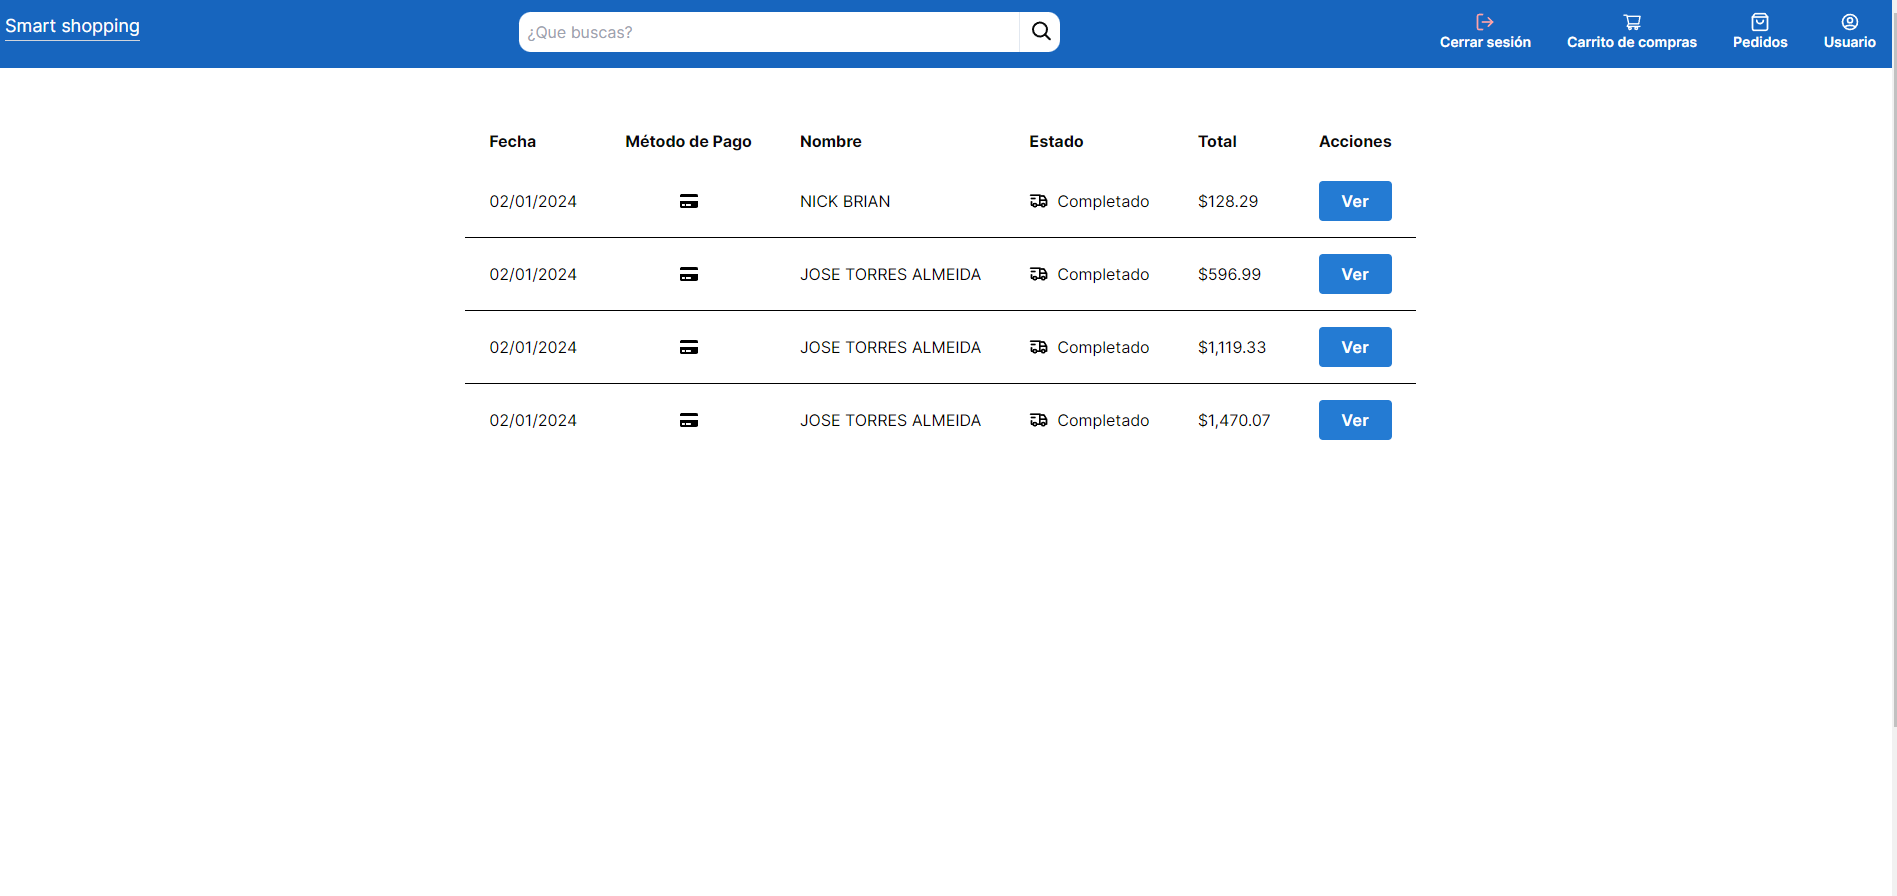 Smart shopping
¿Que buscas?
Cerrar sesión
Carrito de compras
Pedidos
Usuario
Fecha Método de Pago Nombre Estado Total Acciones
02/01/2024 NICK BRIAN Completado $128.29 Ver
02/01/2024 JOSE TORRES ALMEIDA Completado $596.99 Ver
02/01/2024 JOSE TORRES ALMEIDA Completado $1,119.33 Ver
02/01/2024 JOSE TORRES ALMEIDA Completado $1,470.07 Ver